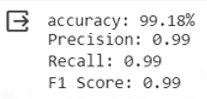 accuracy: 99.18%
Precision: 0.99
Recall: 0.99
F1 Score: 0.99